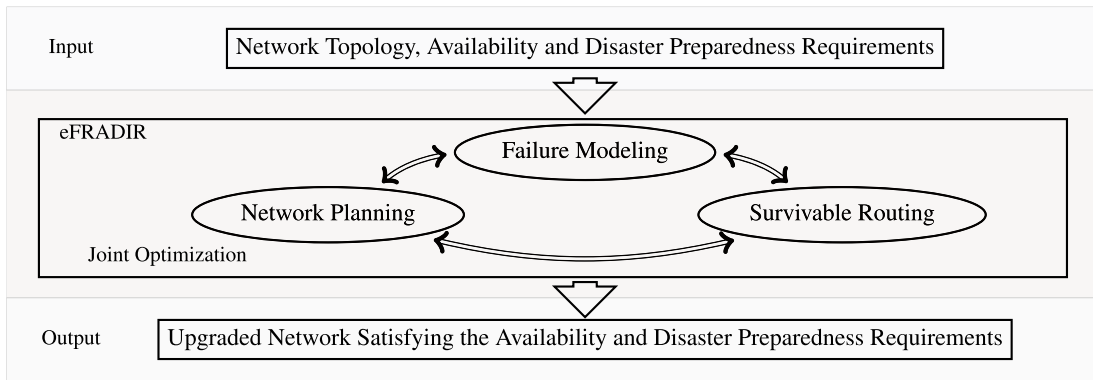 Input
Network Topology, Availability and Disaster Preparedness Requirements
eFRADIR
Failure Modeling
Network Planning
Survivable Routing
Joint Optimization
Output
Upgraded Network Satisfying the Availability and Disaster Preparedness Requirements